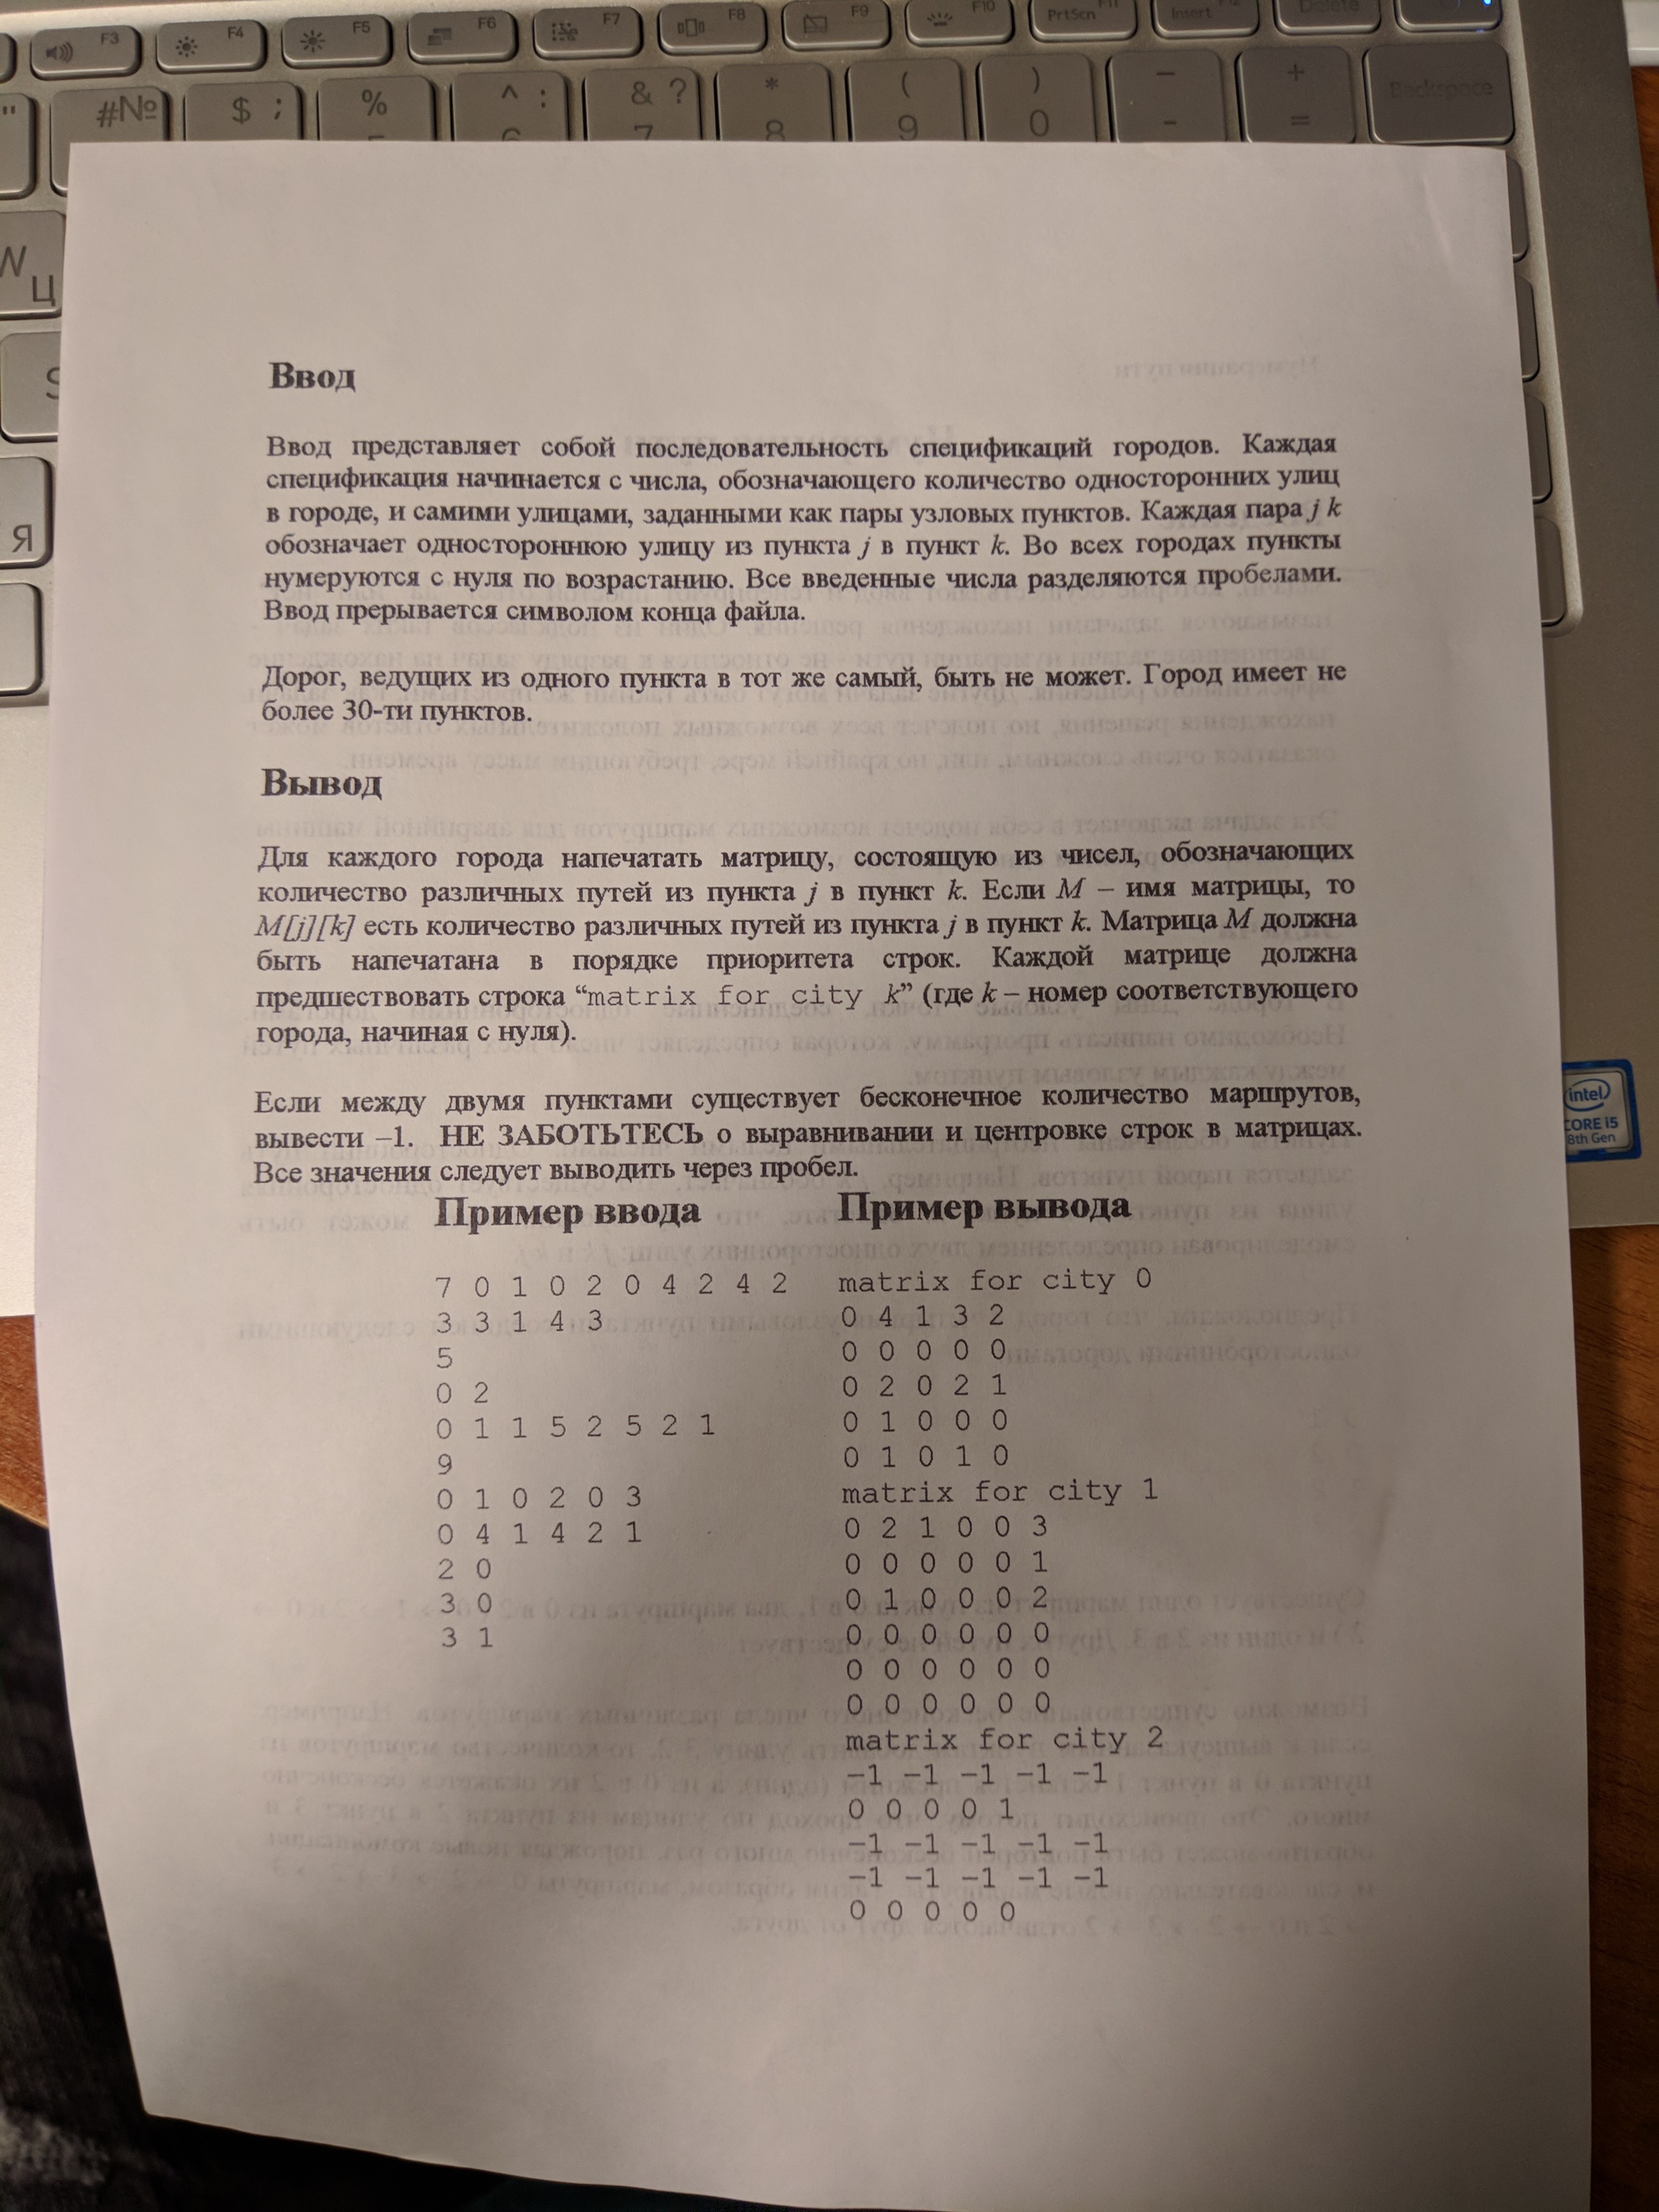 F3 F4 F5 F6 F7 F8 F9 F10 PrtScn F11 Insert F12 Delete
" #№ $ ; % ^ : & ? * ( ) — +
5 6 7 8 9 0 - = Backspace
W Ц
S
Я
Ввод
Ввод представляет собой последовательность спецификаций городов. Каждая
спецификация начинается с числа, обозначающего количество односторонних улиц
в городе, и самими улицами, заданными как пары узловых пунктов. Каждая пара j k
обозначает одностороннюю улицу из пункта j в пункт k. Во всех городах пункты
нумеруются с нуля по возрастанию. Все введенные числа разделяются пробелами.
Ввод прерывается символом конца файла.
Дорог, ведущих из одного пункта в тот же самый, быть не может. Город имеет не
более 30-ти пунктов.
Вывод
Для каждого города напечатать матрицу, состоящую из чисел, обозначающих
количество различных путей из пункта j в пункт k. Если M – имя матрицы, то
M[j][k] есть количество различных путей из пункта j в пункт k. Матрица M должна
быть напечатана в порядке приоритета строк. Каждой матрице должна
предшествовать строка “matrix for city k” (где k – номер соответствующего
города, начиная с нуля).
Если между двумя пунктами существует бесконечное количество маршрутов,
вывести –1. НЕ ЗАБОТЬТЕСЬ о выравнивании и центровке строк в матрицах.
Все значения следует выводить через пробел.
Пример ввода
7 0 1 0 2 0 4 2 4 2
3 3 1 4 3
5
0 2
0 1 1 5 2 5 2 1
9
0 1 0 2 0 3
0 4 1 4 2 1
2 0
3 0
3 1
Пример вывода
matrix for city 0
0 4 1 3 2
0 0 0 0 0
0 2 0 2 1
0 1 0 0 0
0 1 0 1 0
matrix for city 1
0 2 1 0 0 3
0 0 0 0 0 1
0 1 0 0 0 2
0 0 0 0 0 0
0 0 0 0 0 0
0 0 0 0 0 0
matrix for city 2
-1 -1 -1 -1 -1
0 0 0 0 1
-1 -1 -1 -1 -1
-1 -1 -1 -1 -1
0 0 0 0 0
intel
CORE i5
8th Gen